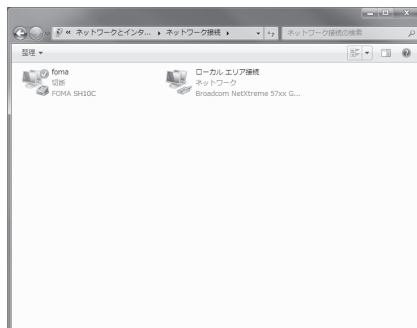 « ネットワークとインタ... ▸ ネットワーク接続 ▸
ネットワーク接続の検索
整理 ▾
foma
切断
FOMA SH10C
ローカル エリア接続
ネットワーク
Broadcom NetXtreme 57xx G...